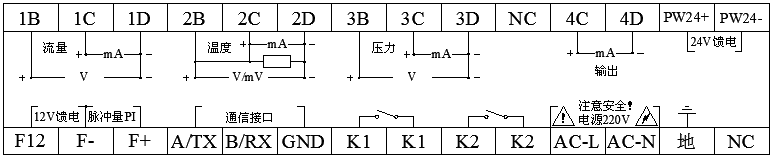 1B 1C 1D 2B 2C 2D 3B 3C 3D NC 4C 4D PW24+ PW24-
流量 + mA − 温度 + mA − 压力 + mA − + mA − 24V馈电
+ V − + V/mV − + V − 输出
12V馈电 脉冲量PI 通信接口 注意安全!
电源220V
F12 F- F+ A/TX B/RX GND K1 K1 K2 K2 AC-L AC-N 地 NC